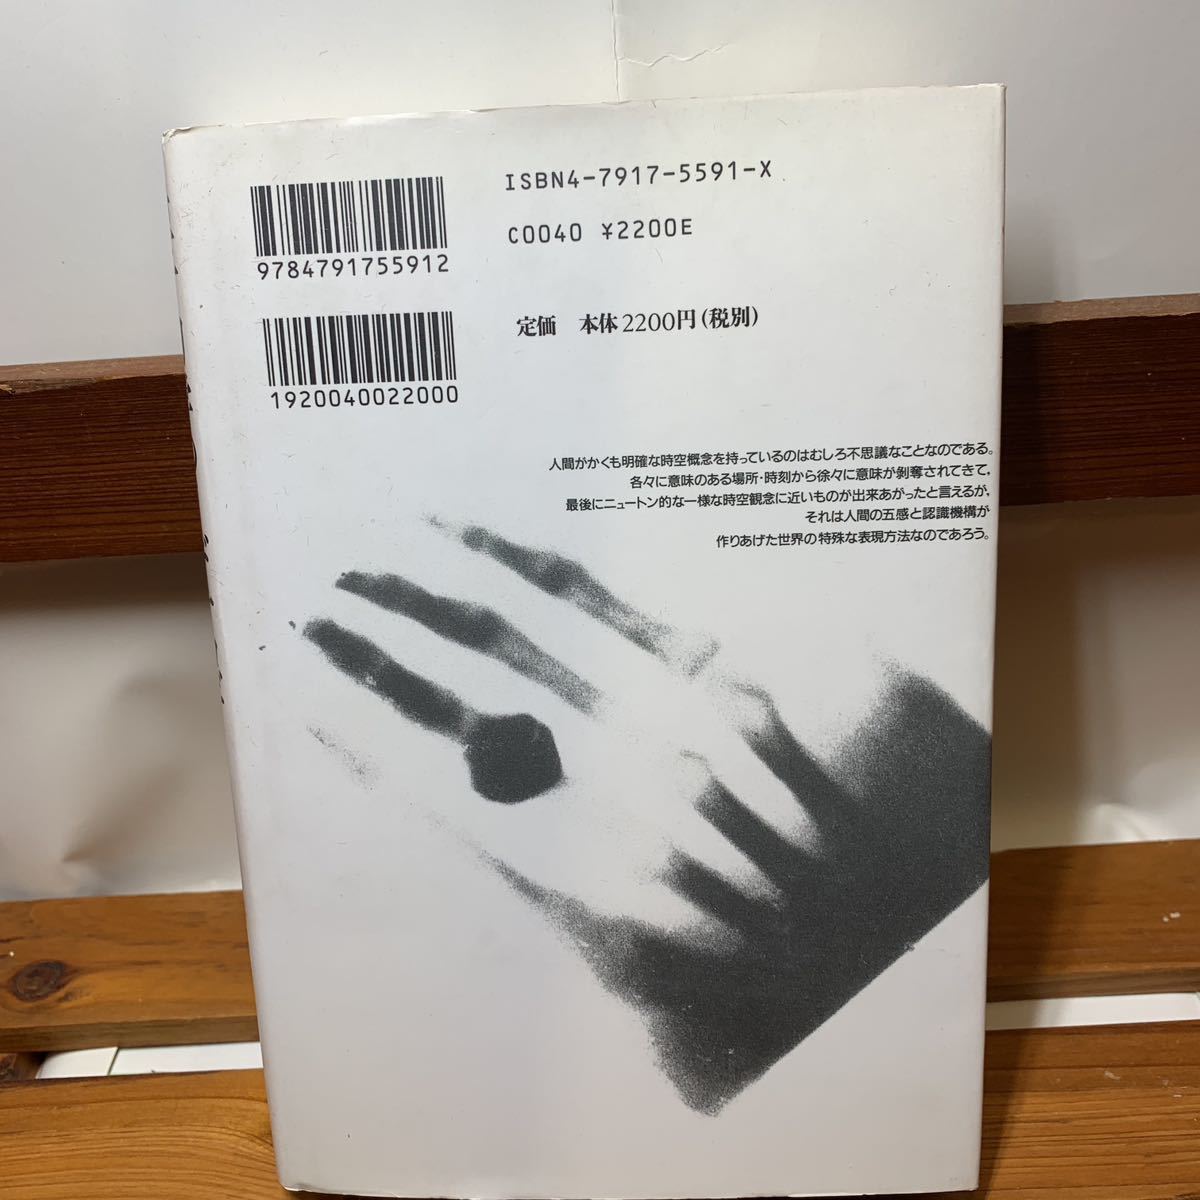 ISBN4-7917-5591-X
C0040 ¥2200E
9784791755912
定価　本体2200円(税別)
1920040022000
人間がかくも明確な時空概念を持っているのはむしろ不思議なことなのである。
各々に意味のある場所・時刻から徐々に意味が剝奪されてきて,
最後にニュートン的な一様な時空観念に近いものが出来あがったと言えるが,
それは人間の五感と認識機構が
作りあげた世界の特殊な表現方法なのであろう。